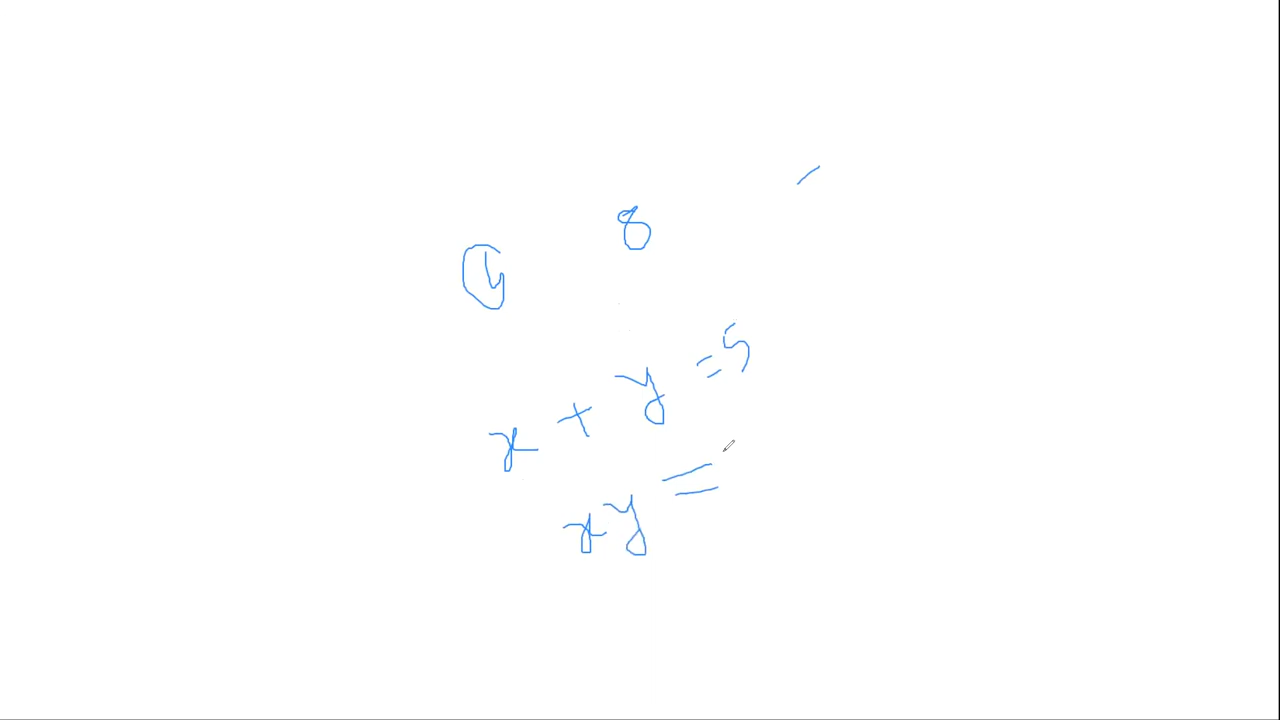 8
x + y = 5
xy =